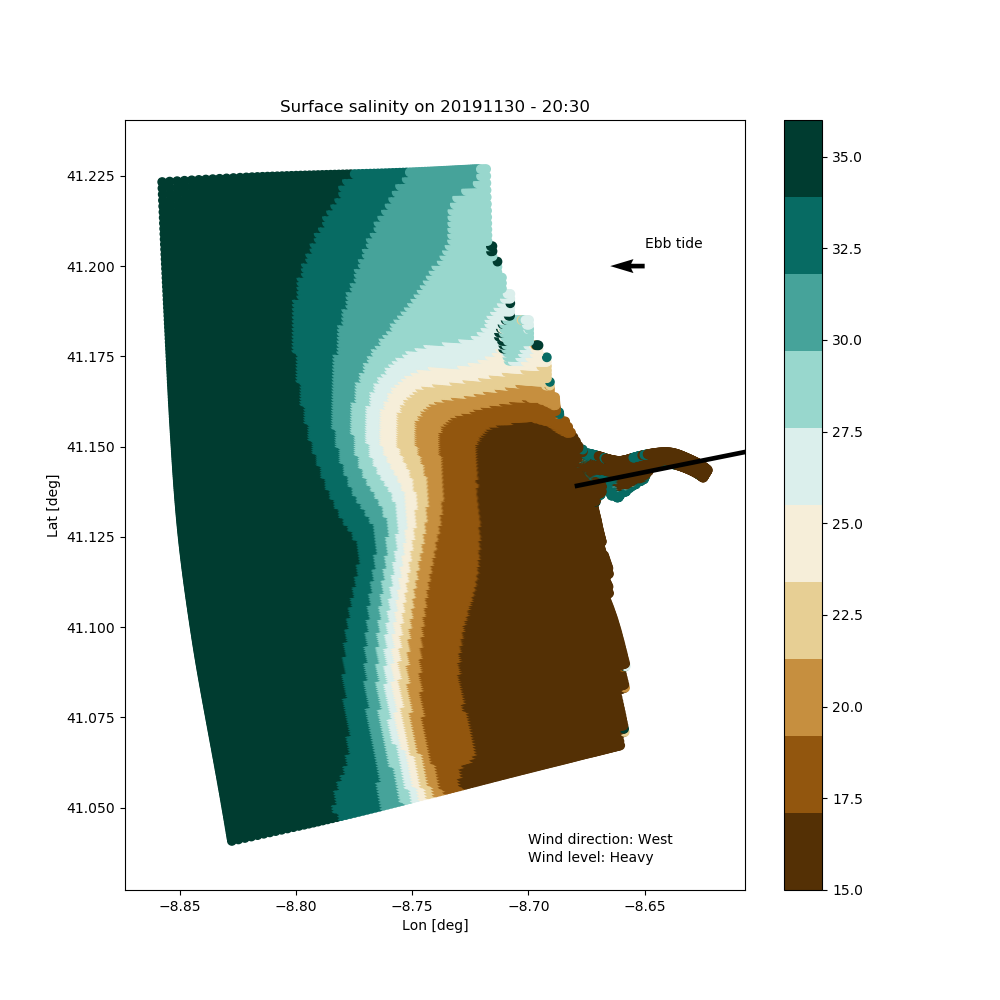 Surface salinity on 20191130 - 20:30
41.225
41.200
41.175
41.150
41.125
41.100
41.075
41.050
Lat [deg]
Ebb tide
Wind direction: West
Wind level: Heavy
−8.85 −8.80 −8.75 −8.70 −8.65
Lon [deg]
35.0
32.5
30.0
27.5
25.0
22.5
20.0
17.5
15.0